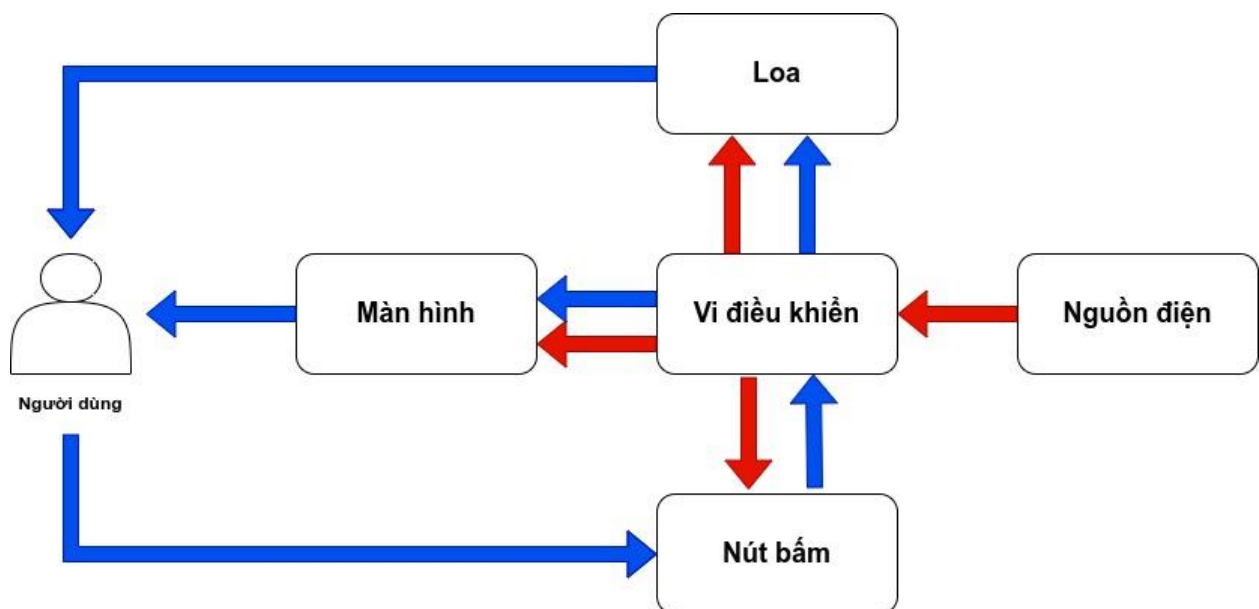 Loa
Màn hình
Vi điều khiển
Nguồn điện
Người dùng
Nút bấm